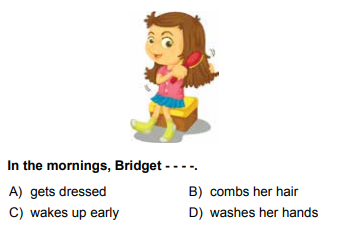 In the mornings, Bridget - - - -.
A) gets dressed
B) combs her hair
C) wakes up early
D) washes her hands